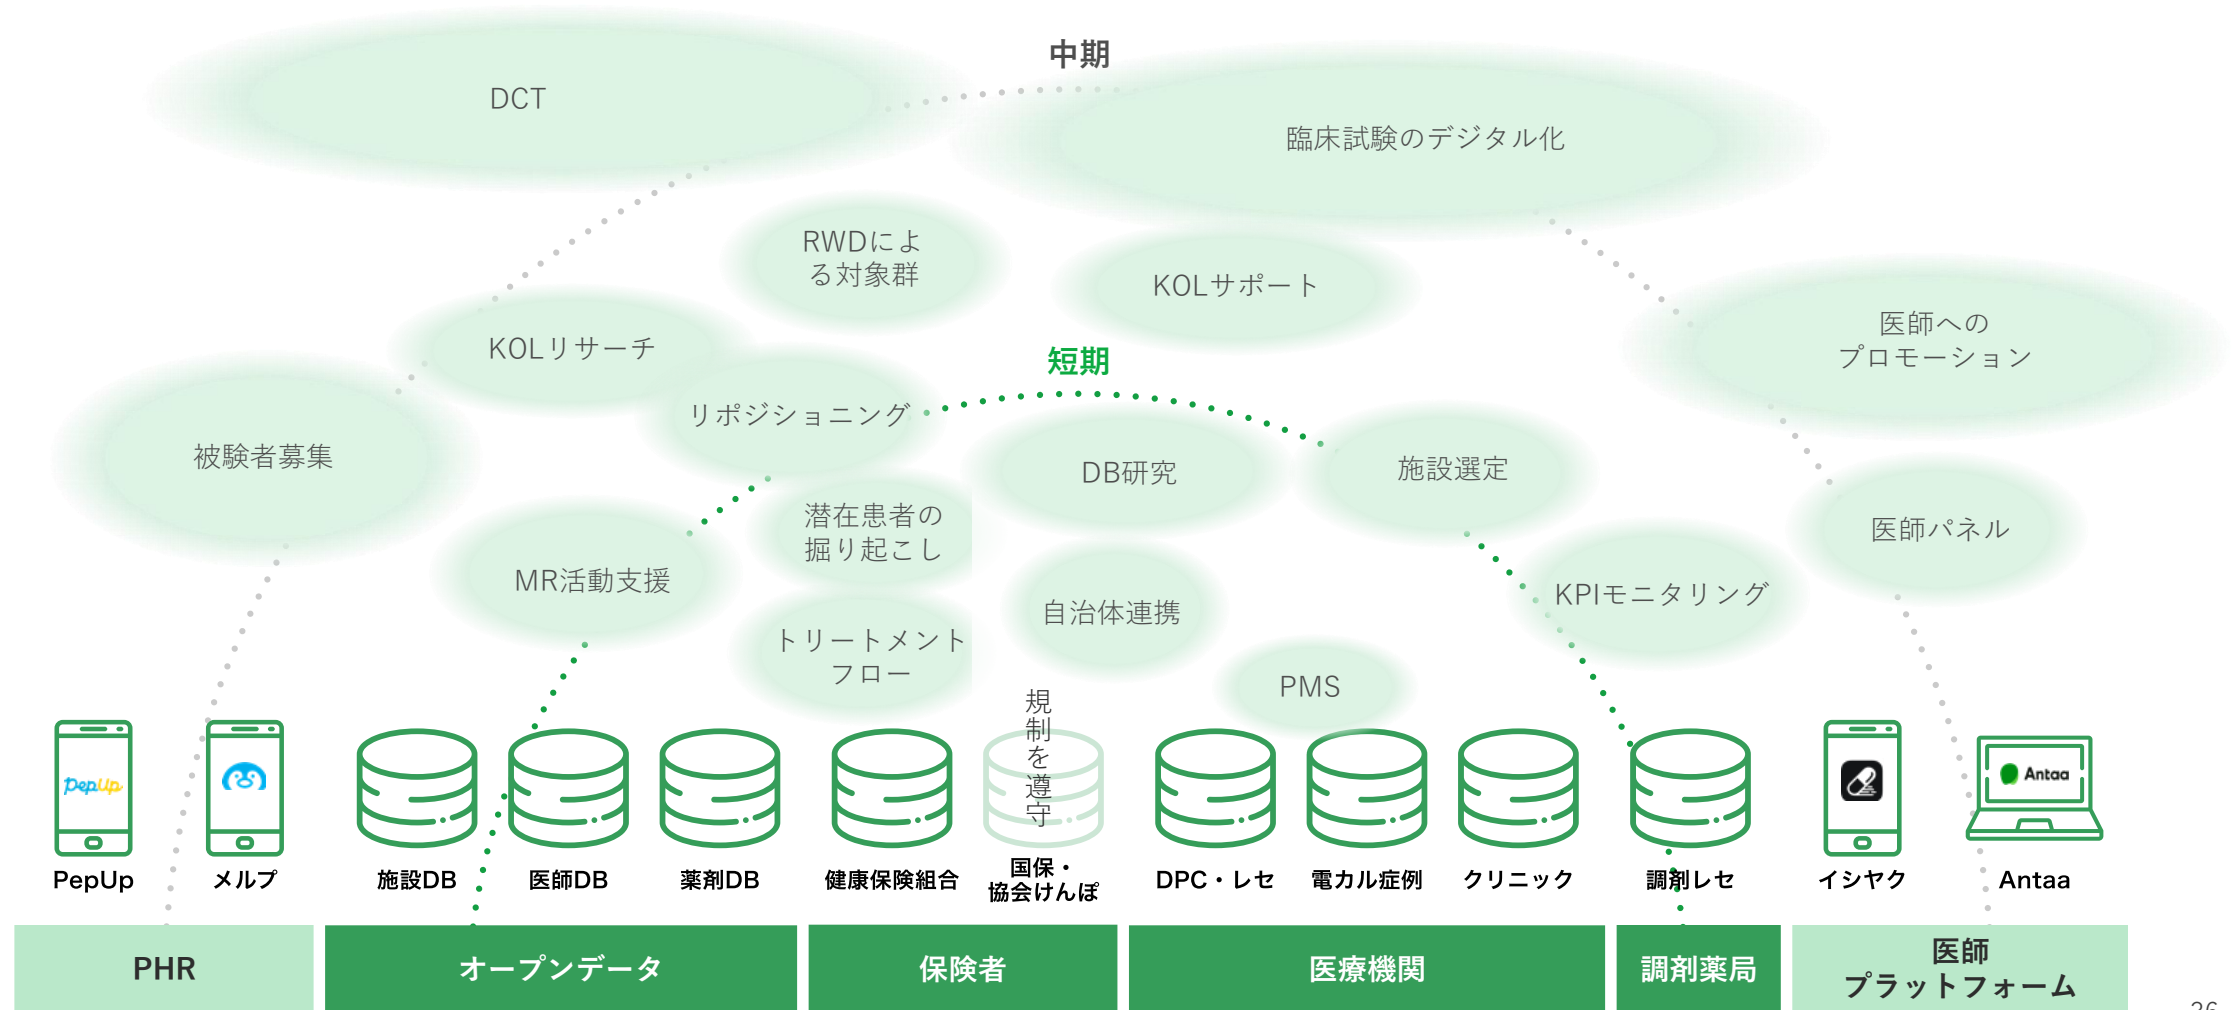 中期
DCT
臨床試験のデジタル化
RWDによ
る対象群
KOLサポート
KOLリサーチ
医師への
プロモーション
短期
リポジショニング
被験者募集
DB研究
施設選定
潜在患者の
掘り起こし
医師パネル
MR活動支援
KPIモニタリング
自治体連携
トリートメント
フロー
PMS
規制を遵守
PepUp
Antaa
PepUp
メルプ
施設DB
医師DB
薬剤DB
健康保険組合
国保・
協会けんぽ
DPC・レセ
電カル症例
クリニック
調剤レセ
イシヤク
Antaa
PHR
オープンデータ
保険者
医療機関
調剤薬局
医師
プラットフォーム
26